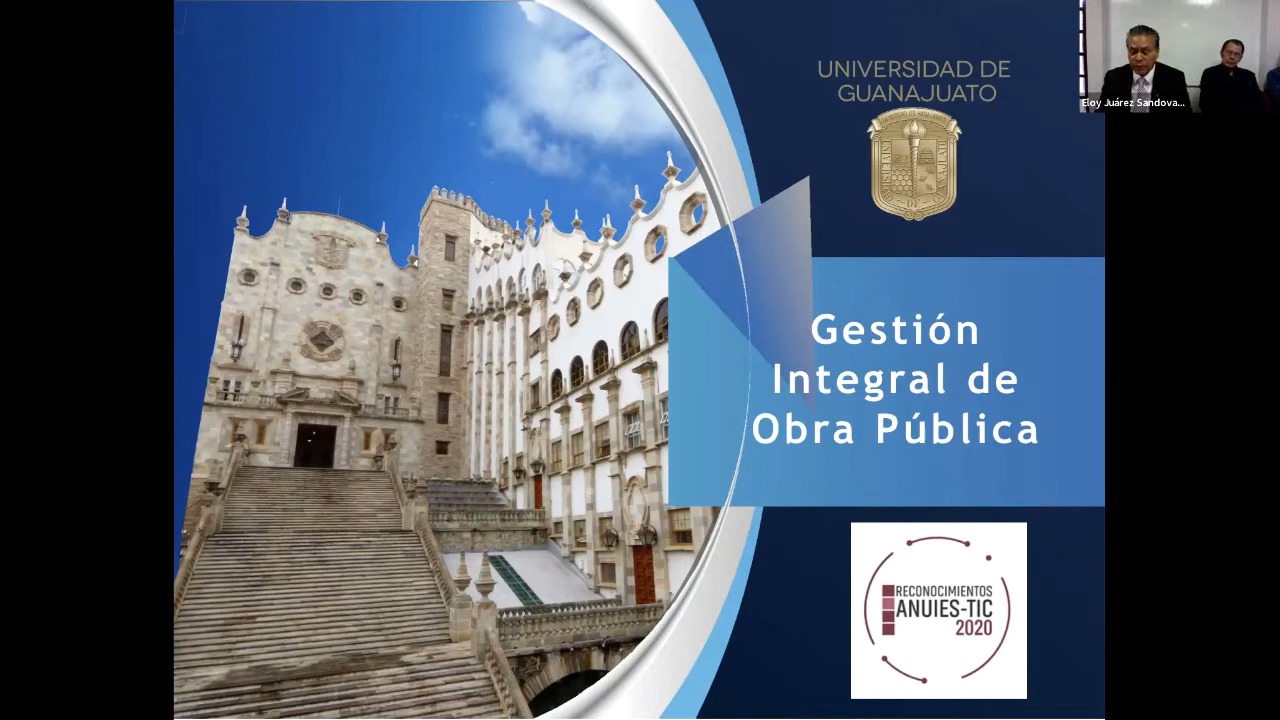 UNIVERSIDAD DE
GUANAJUATO
Eloy Juárez Sandova...
Gestión
Integral de
Obra Pública
RECONOCIMIENTOS
ANUIES-TIC
2020